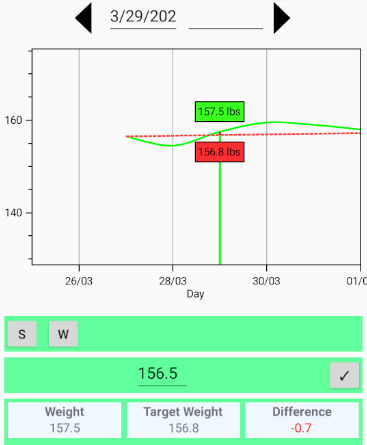 3/29/202
157.5 lbs
160
156.8 lbs
140
26/03 28/03 30/03 01/0
Day
S W
156.5 ✓
Weight Target Weight Difference
157.5 156.8 -0.7